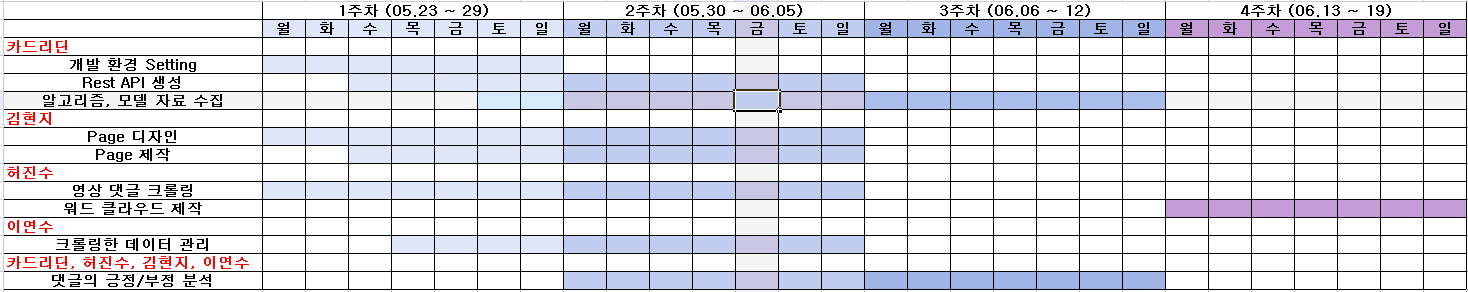 1주차 (05.23 ~ 29) 2주차 (05.30 ~ 06.05) 3주차 (06.06 ~ 12) 4주차 (06.13 ~ 19)
월 화 수 목 금 토 일 월 화 수 목 금 토 일 월 화 수 목 금 토 일 월 화 수 목 금 토 일
카드리딘
개발 환경 Setting
Rest API 생성
알고리즘, 모델 자료 수집
김현지
Page 디자인
Page 제작
허진수
영상 댓글 크롤링
워드 클라우드 제작
이연수
크롤링한 데이터 관리
카드리딘, 허진수, 김현지, 이연수
댓글의 긍정/부정 분석